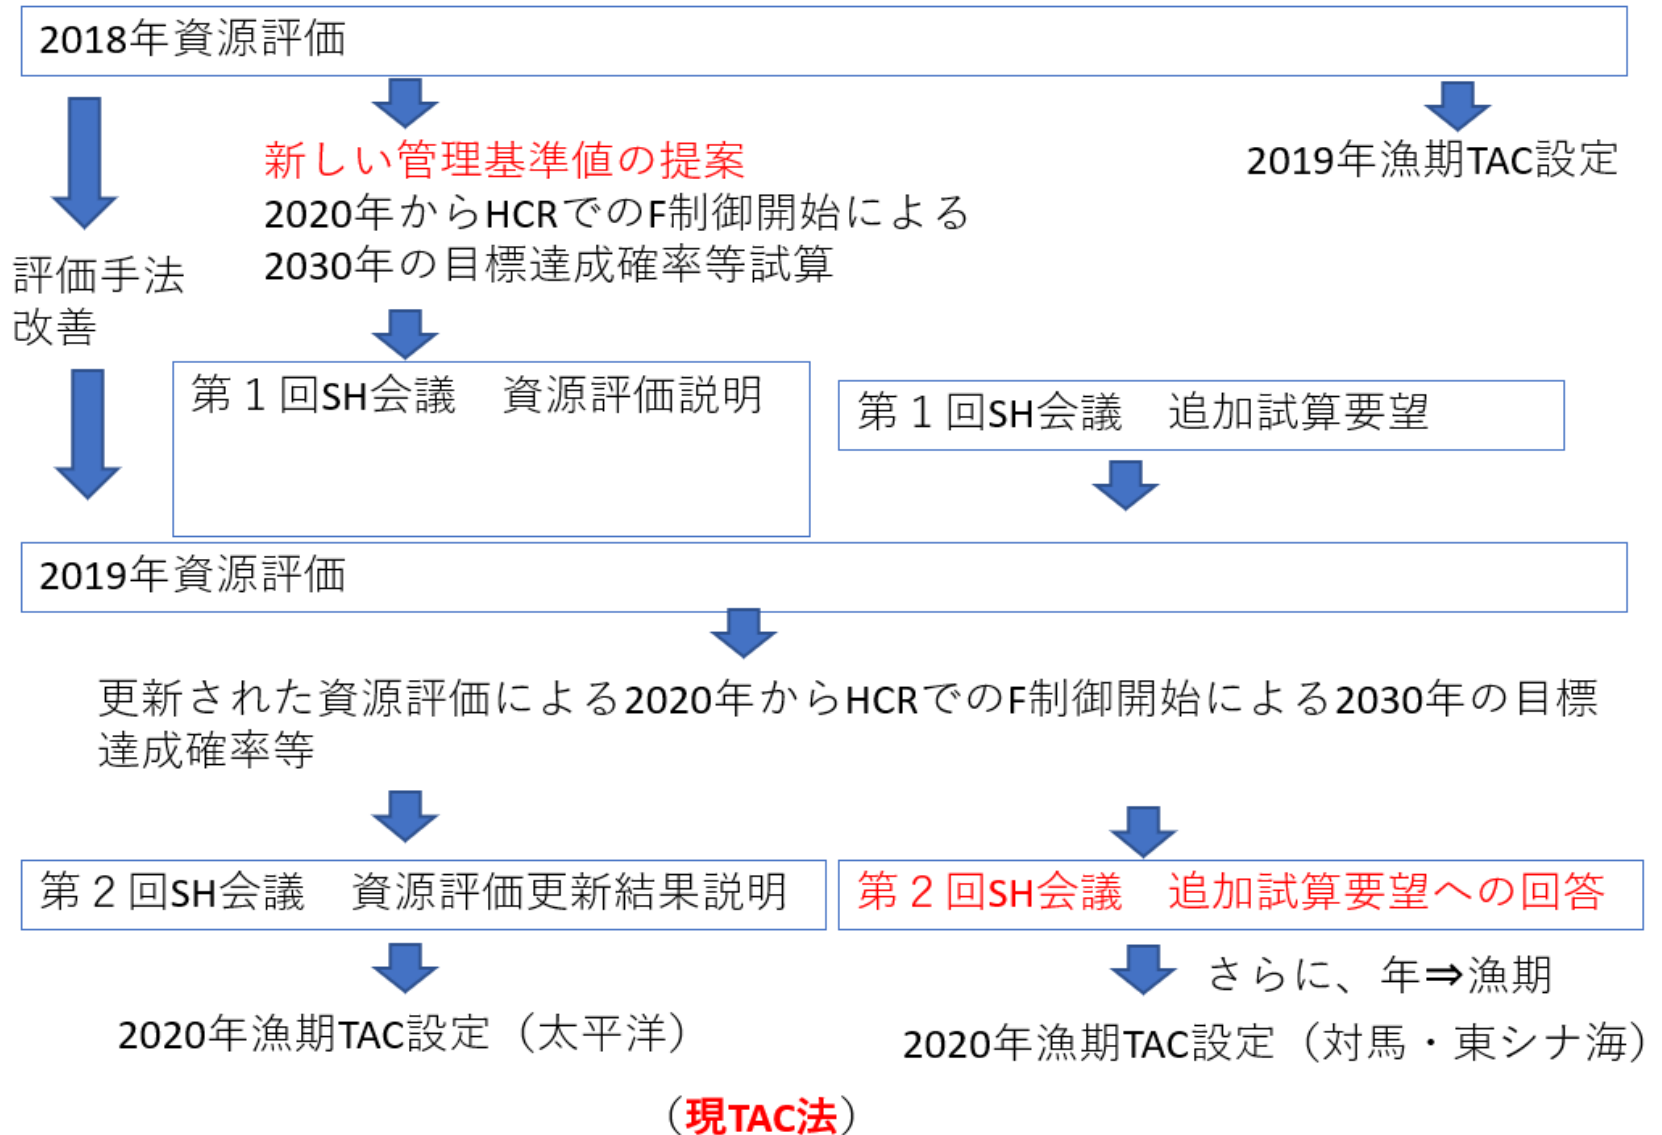 2018年資源評価
新しい管理基準値の提案
2020年からHCRでのF制御開始による
2030年の目標達成確率等試算
2019年漁期TAC設定
評価手法
改善
第１回SH会議　資源評価説明
第１回SH会議　追加試算要望
2019年資源評価
更新された資源評価による2020年からHCRでのF制御開始による2030年の目標
達成確率等
第２回SH会議　資源評価更新結果説明
第２回SH会議　追加試算要望への回答
さらに、年⇒漁期
2020年漁期TAC設定（太平洋）
2020年漁期TAC設定（対馬・東シナ海）
（現TAC法）